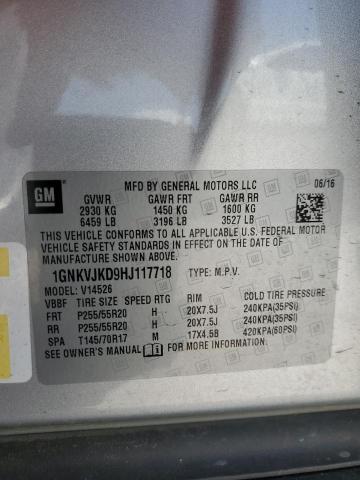 GM
MFD BY GENERAL MOTORS LLC 06/16
GVWR GAWR FRT GAWR RR
2930 KG 1450 KG 1600 KG
6459 LB 3196 LB 3527 LB
THIS VEHICLE CONFORMS TO ALL APPLICABLE U.S. FEDERAL MOTOR
VEHICLE SAFETY, BUMPER, AND THEFT PREVENTION STANDARDS
IN EFFECT ON THE DATE OF
MANUFACTURE SHOWN ABOVE.
1GNKVJKD9HJ117718 TYPE: M.P.V.
MODEL: V14526
VBBF TIRE SIZE SPEED RTG RIM COLD TIRE PRESSURE
FRT P255/55R20 H 20X7.5J 240KPA(35PSI)
RR P255/55R20 H 20X7.5J 240KPA(35PSI)
SPA T145/70R17 M 17X4.5B 420KPA(60PSI)
SEE OWNER'S MANUAL FOR MORE INFORMATION.